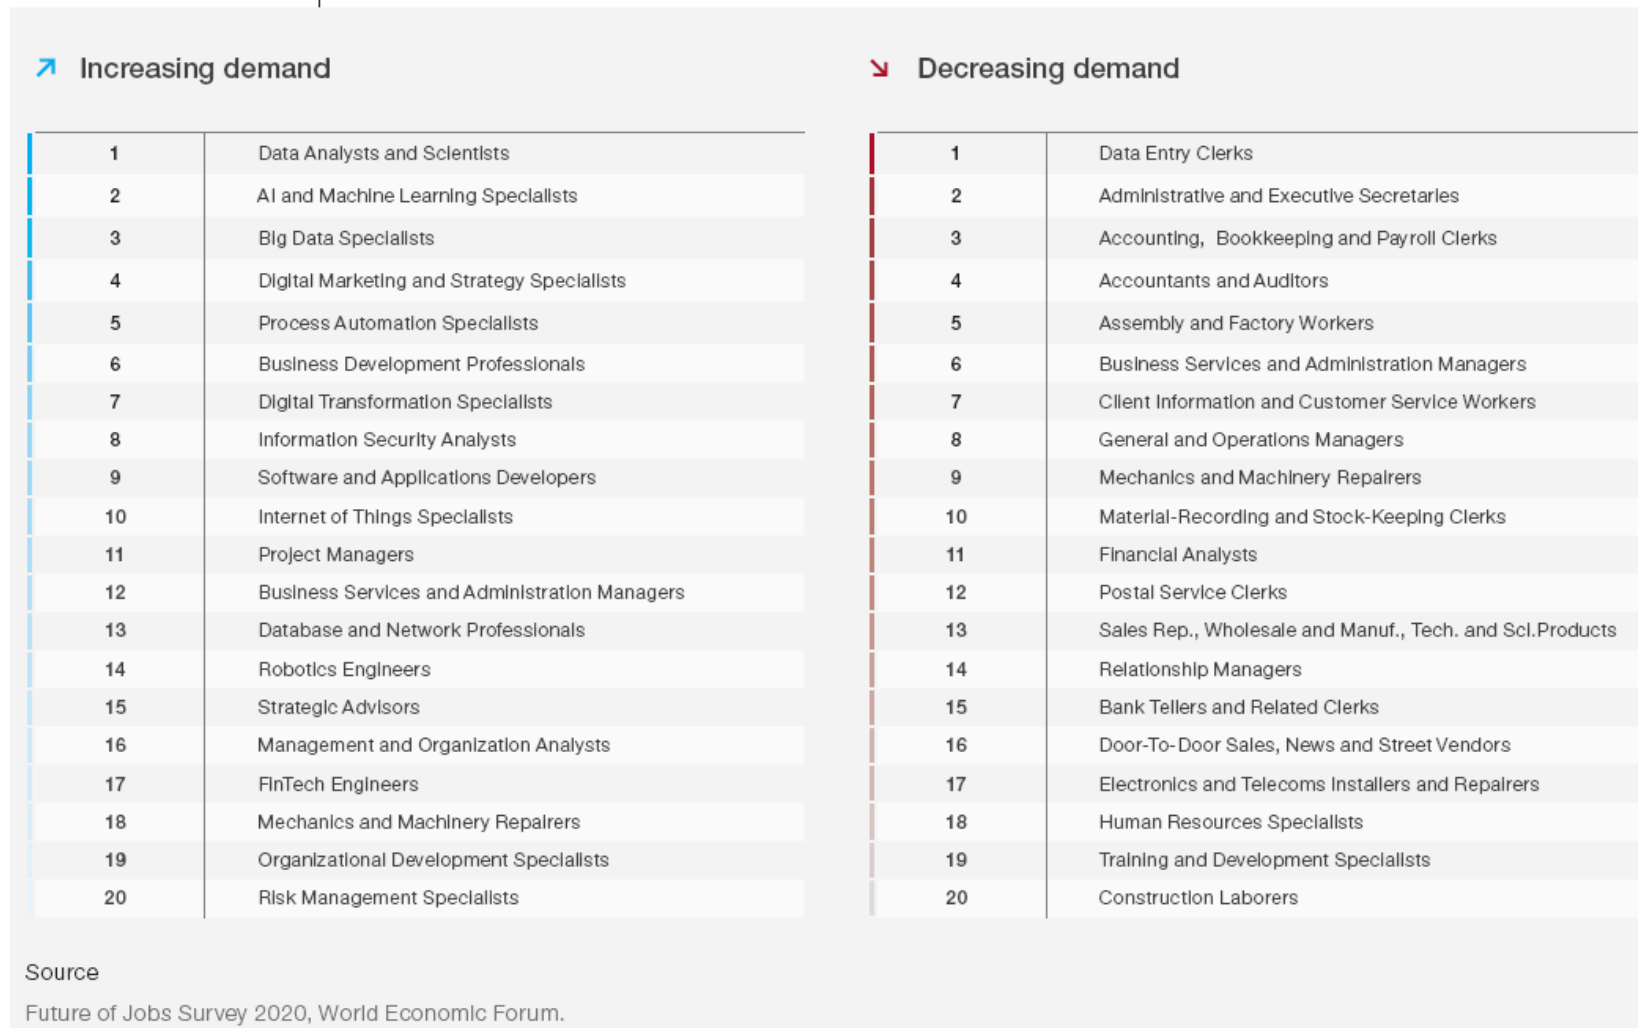 Increasing demand
1 Data Analysts and Scientists
2 AI and Machine Learning Specialists
3 Big Data Specialists
4 Digital Marketing and Strategy Specialists
5 Process Automation Specialists
6 Business Development Professionals
7 Digital Transformation Specialists
8 Information Security Analysts
9 Software and Applications Developers
10 Internet of Things Specialists
11 Project Managers
12 Business Services and Administration Managers
13 Database and Network Professionals
14 Robotics Engineers
15 Strategic Advisors
16 Management and Organization Analysts
17 FinTech Engineers
18 Mechanics and Machinery Repairers
19 Organizational Development Specialists
20 Risk Management Specialists
Decreasing demand
1 Data Entry Clerks
2 Administrative and Executive Secretaries
3 Accounting, Bookkeeping and Payroll Clerks
4 Accountants and Auditors
5 Assembly and Factory Workers
6 Business Services and Administration Managers
7 Client Information and Customer Service Workers
8 General and Operations Managers
9 Mechanics and Machinery Repairers
10 Material-Recording and Stock-Keeping Clerks
11 Financial Analysts
12 Postal Service Clerks
13 Sales Rep., Wholesale and Manuf., Tech. and Sci.Products
14 Relationship Managers
15 Bank Tellers and Related Clerks
16 Door-To-Door Sales, News and Street Vendors
17 Electronics and Telecoms Installers and Repairers
18 Human Resources Specialists
19 Training and Development Specialists
20 Construction Laborers
Source
Future of Jobs Survey 2020, World Economic Forum.